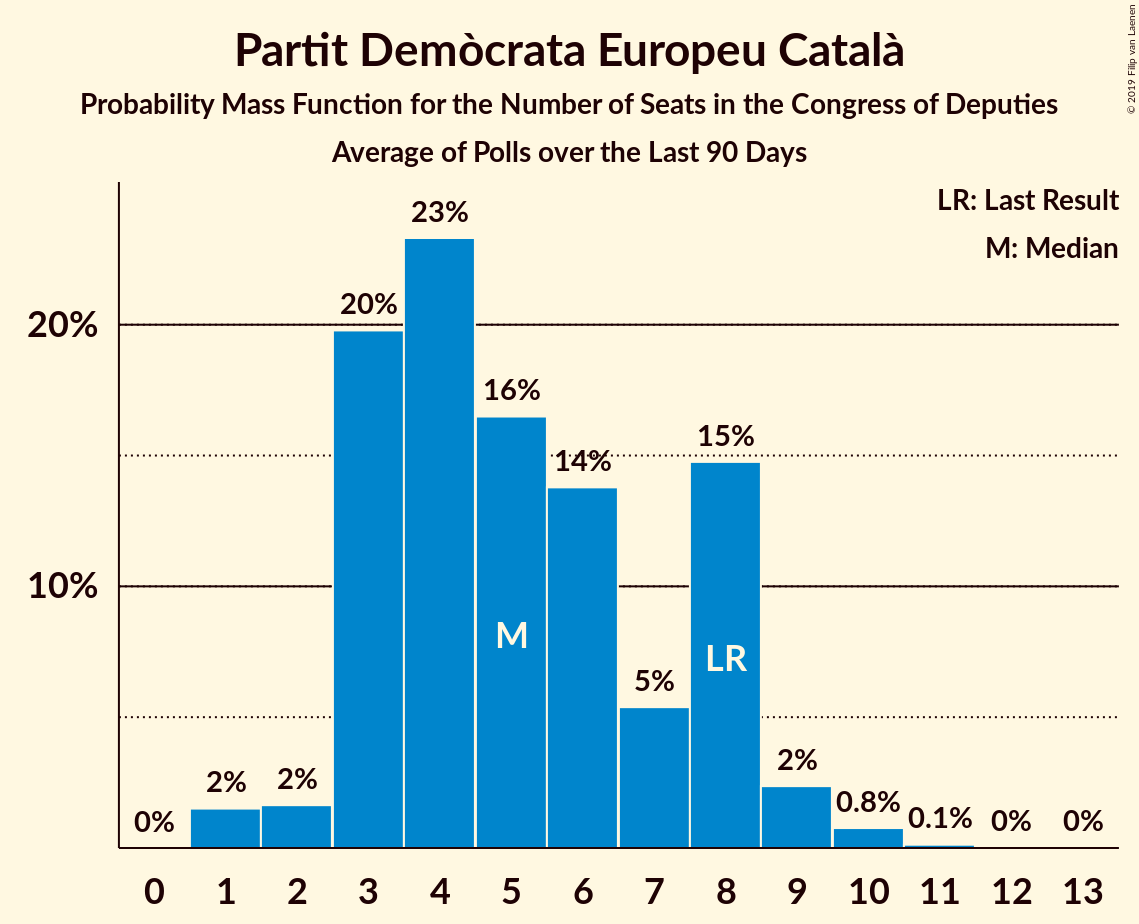 Partit Demòcrata Europeu Català
Probability Mass Function for the Number of Seats in the Congress of Deputies
Average of Polls over the Last 90 Days
© 2019 Filip van Laenen
LR: Last Result
M: Median
20%
10%
0%
2%
2%
20%
23%
16%
14%
5%
15%
2%
0.8%
0.1%
0%
0%
M
LR
0 1 2 3 4 5 6 7 8 9 10 11 12 13